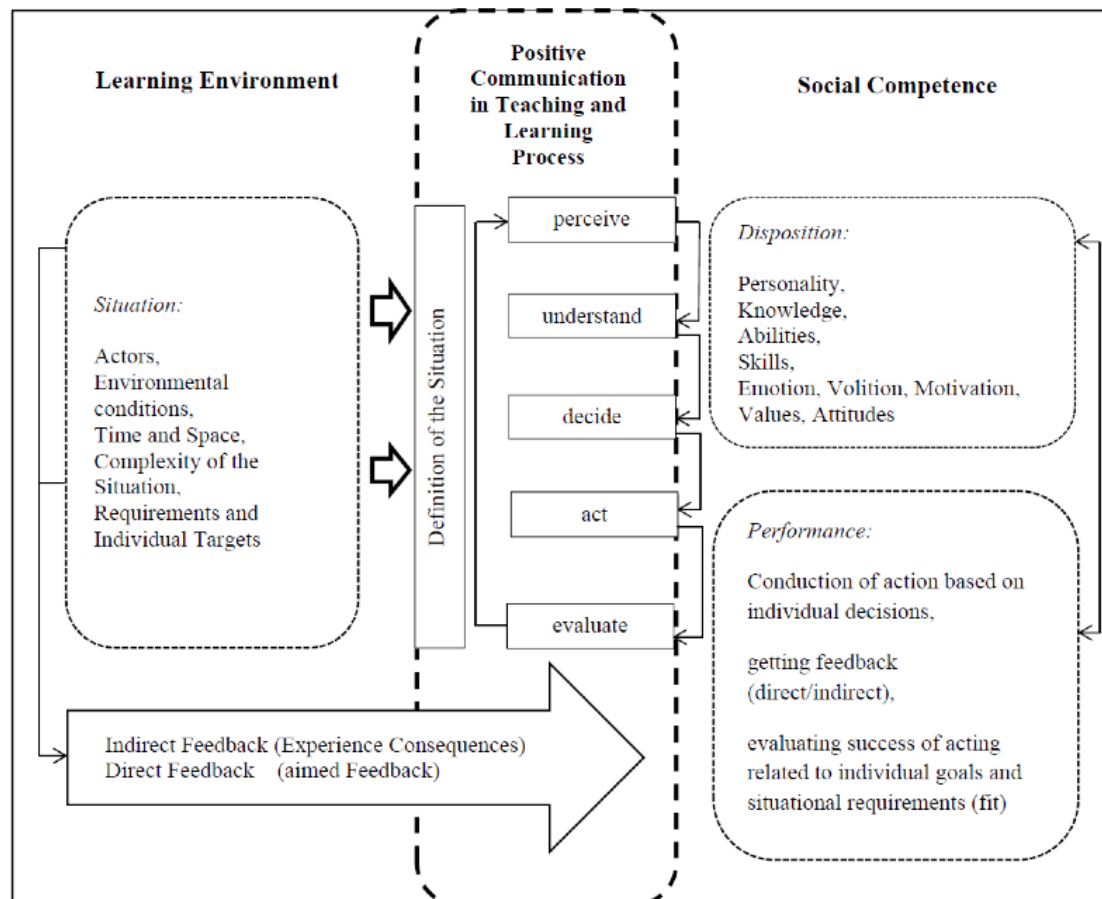 Learning Environment
Positive
Communication
in Teaching and
Learning
Process
Social Competence
Situation:
Actors,
Environmental
conditions,
Time and Space,
Complexity of the
Situation,
Requirements and
Individual Targets
Definition of the Situation
perceive
understand
decide
act
evaluate
Disposition:
Personality,
Knowledge,
Abilities,
Skills,
Emotion, Volition, Motivation,
Values, Attitudes
Performance:
Conduction of action based on
individual decisions,
getting feedback
(direct/indirect),
evaluating success of acting
related to individual goals and
situational requirements (fit)
Indirect Feedback (Experience Consequences)
Direct Feedback (aimed Feedback)